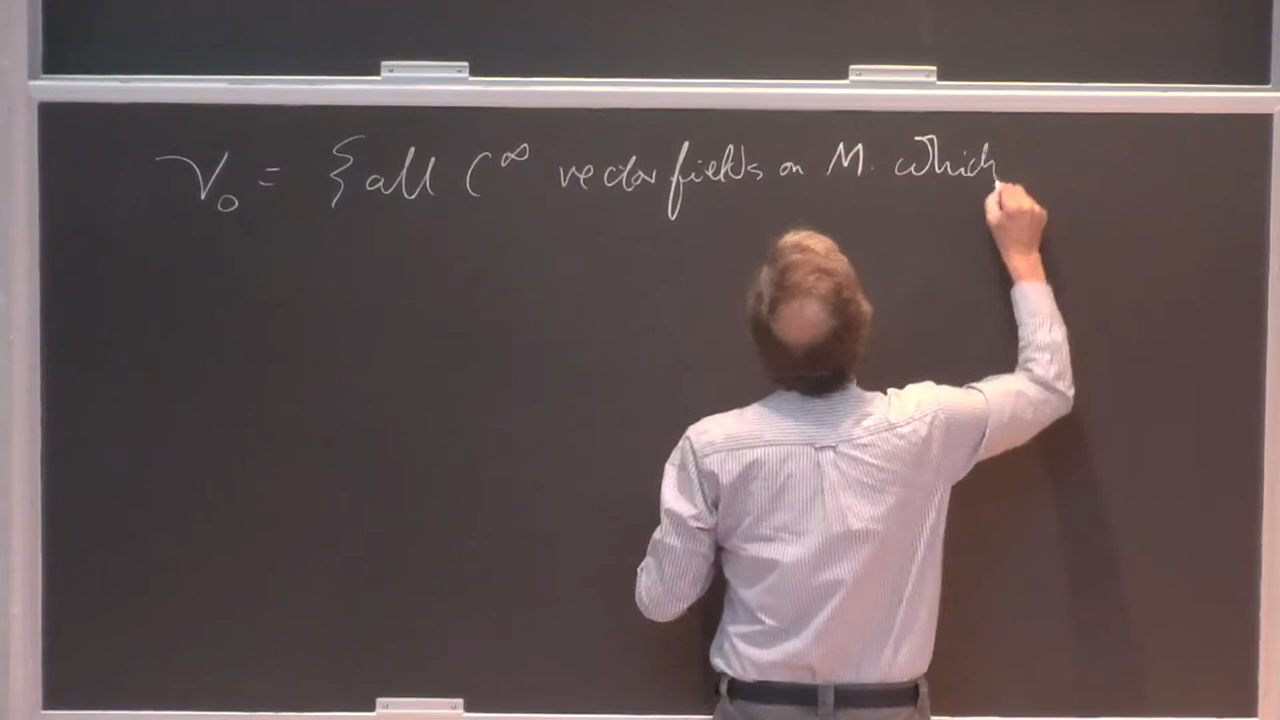 𝒱₀ = { all C^∞ vector fields on M. which